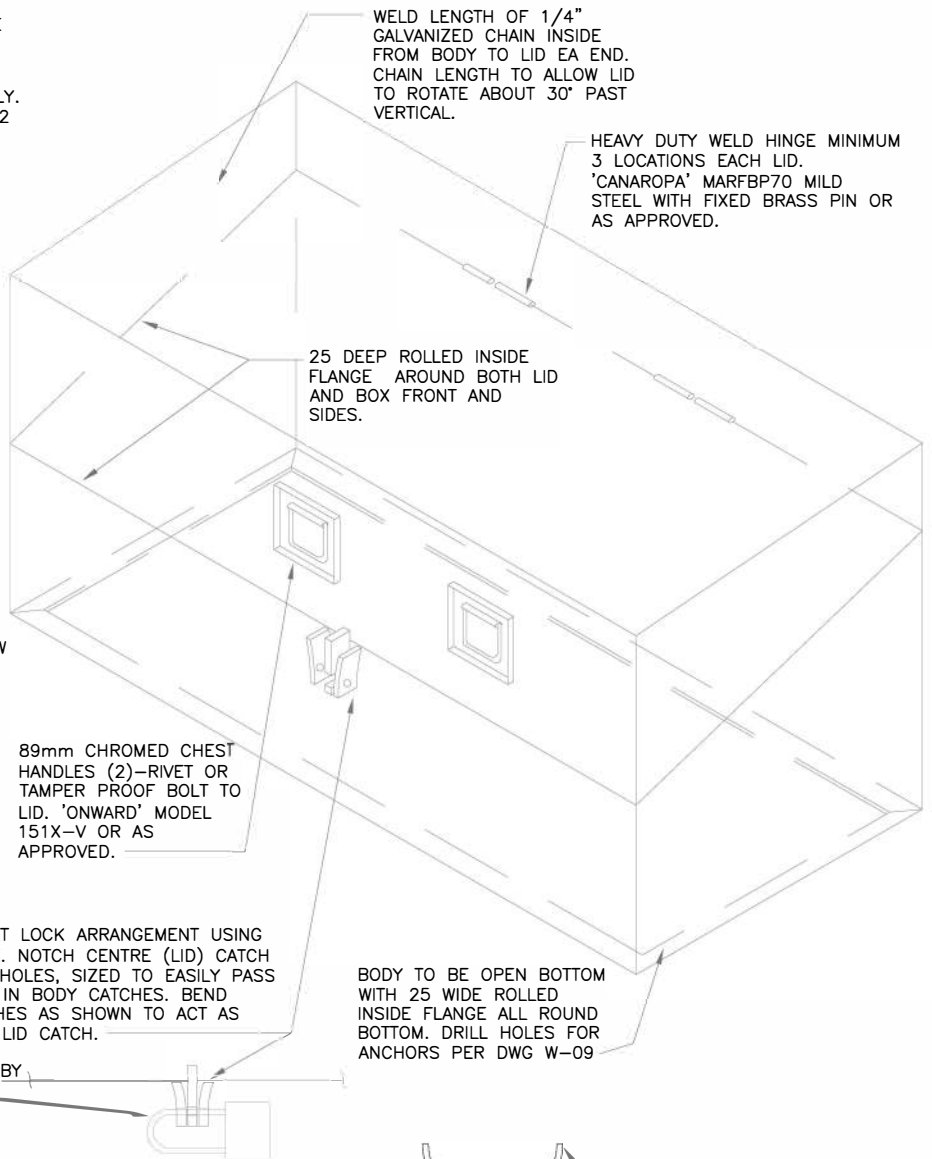 WELD LENGTH OF 1/4"
GALVANIZED CHAIN INSIDE
FROM BODY TO LID EA END.
CHAIN LENGTH TO ALLOW LID
TO ROTATE ABOUT 30° PAST
VERTICAL.
LY.
2
HEAVY DUTY WELD HINGE MINIMUM
3 LOCATIONS EACH LID.
'CANAROPA' MARFBP70 MILD
STEEL WITH FIXED BRASS PIN OR
AS APPROVED.
25 DEEP ROLLED INSIDE
FLANGE AROUND BOTH LID
AND BOX FRONT AND
SIDES.
W
89mm CHROMED CHEST
HANDLES (2)-RIVET OR
TAMPER PROOF BOLT TO
LID. 'ONWARD' MODEL
151X-V OR AS
APPROVED.
T LOCK ARRANGEMENT USING
. NOTCH CENTRE (LID) CATCH
HOLES, SIZED TO EASILY PASS
IN BODY CATCHES. BEND
HES AS SHOWN TO ACT AS
LID CATCH.
BY
BODY TO BE OPEN BOTTOM
WITH 25 WIDE ROLLED
INSIDE FLANGE ALL ROUND
BOTTOM. DRILL HOLES FOR
ANCHORS PER DWG W-09